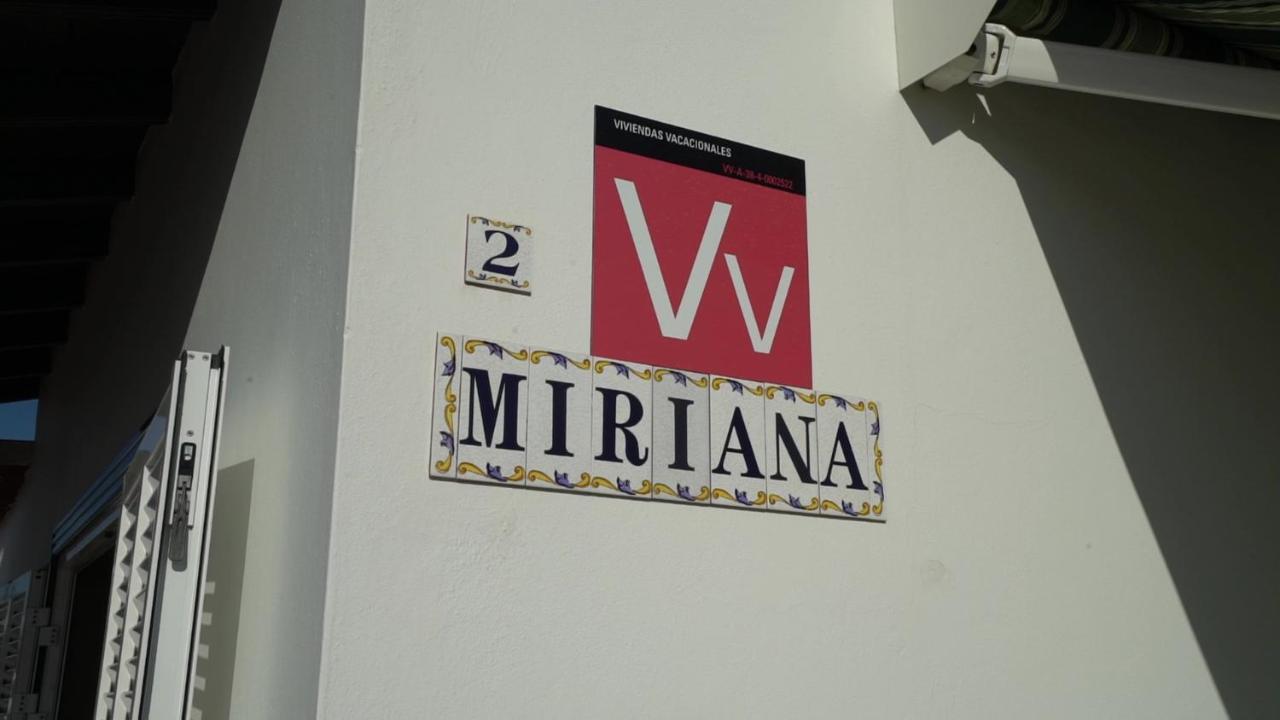 VIVIENDAS VACACIONALES
VV-A-38-4-0002522
Vv
2
MIRIANA